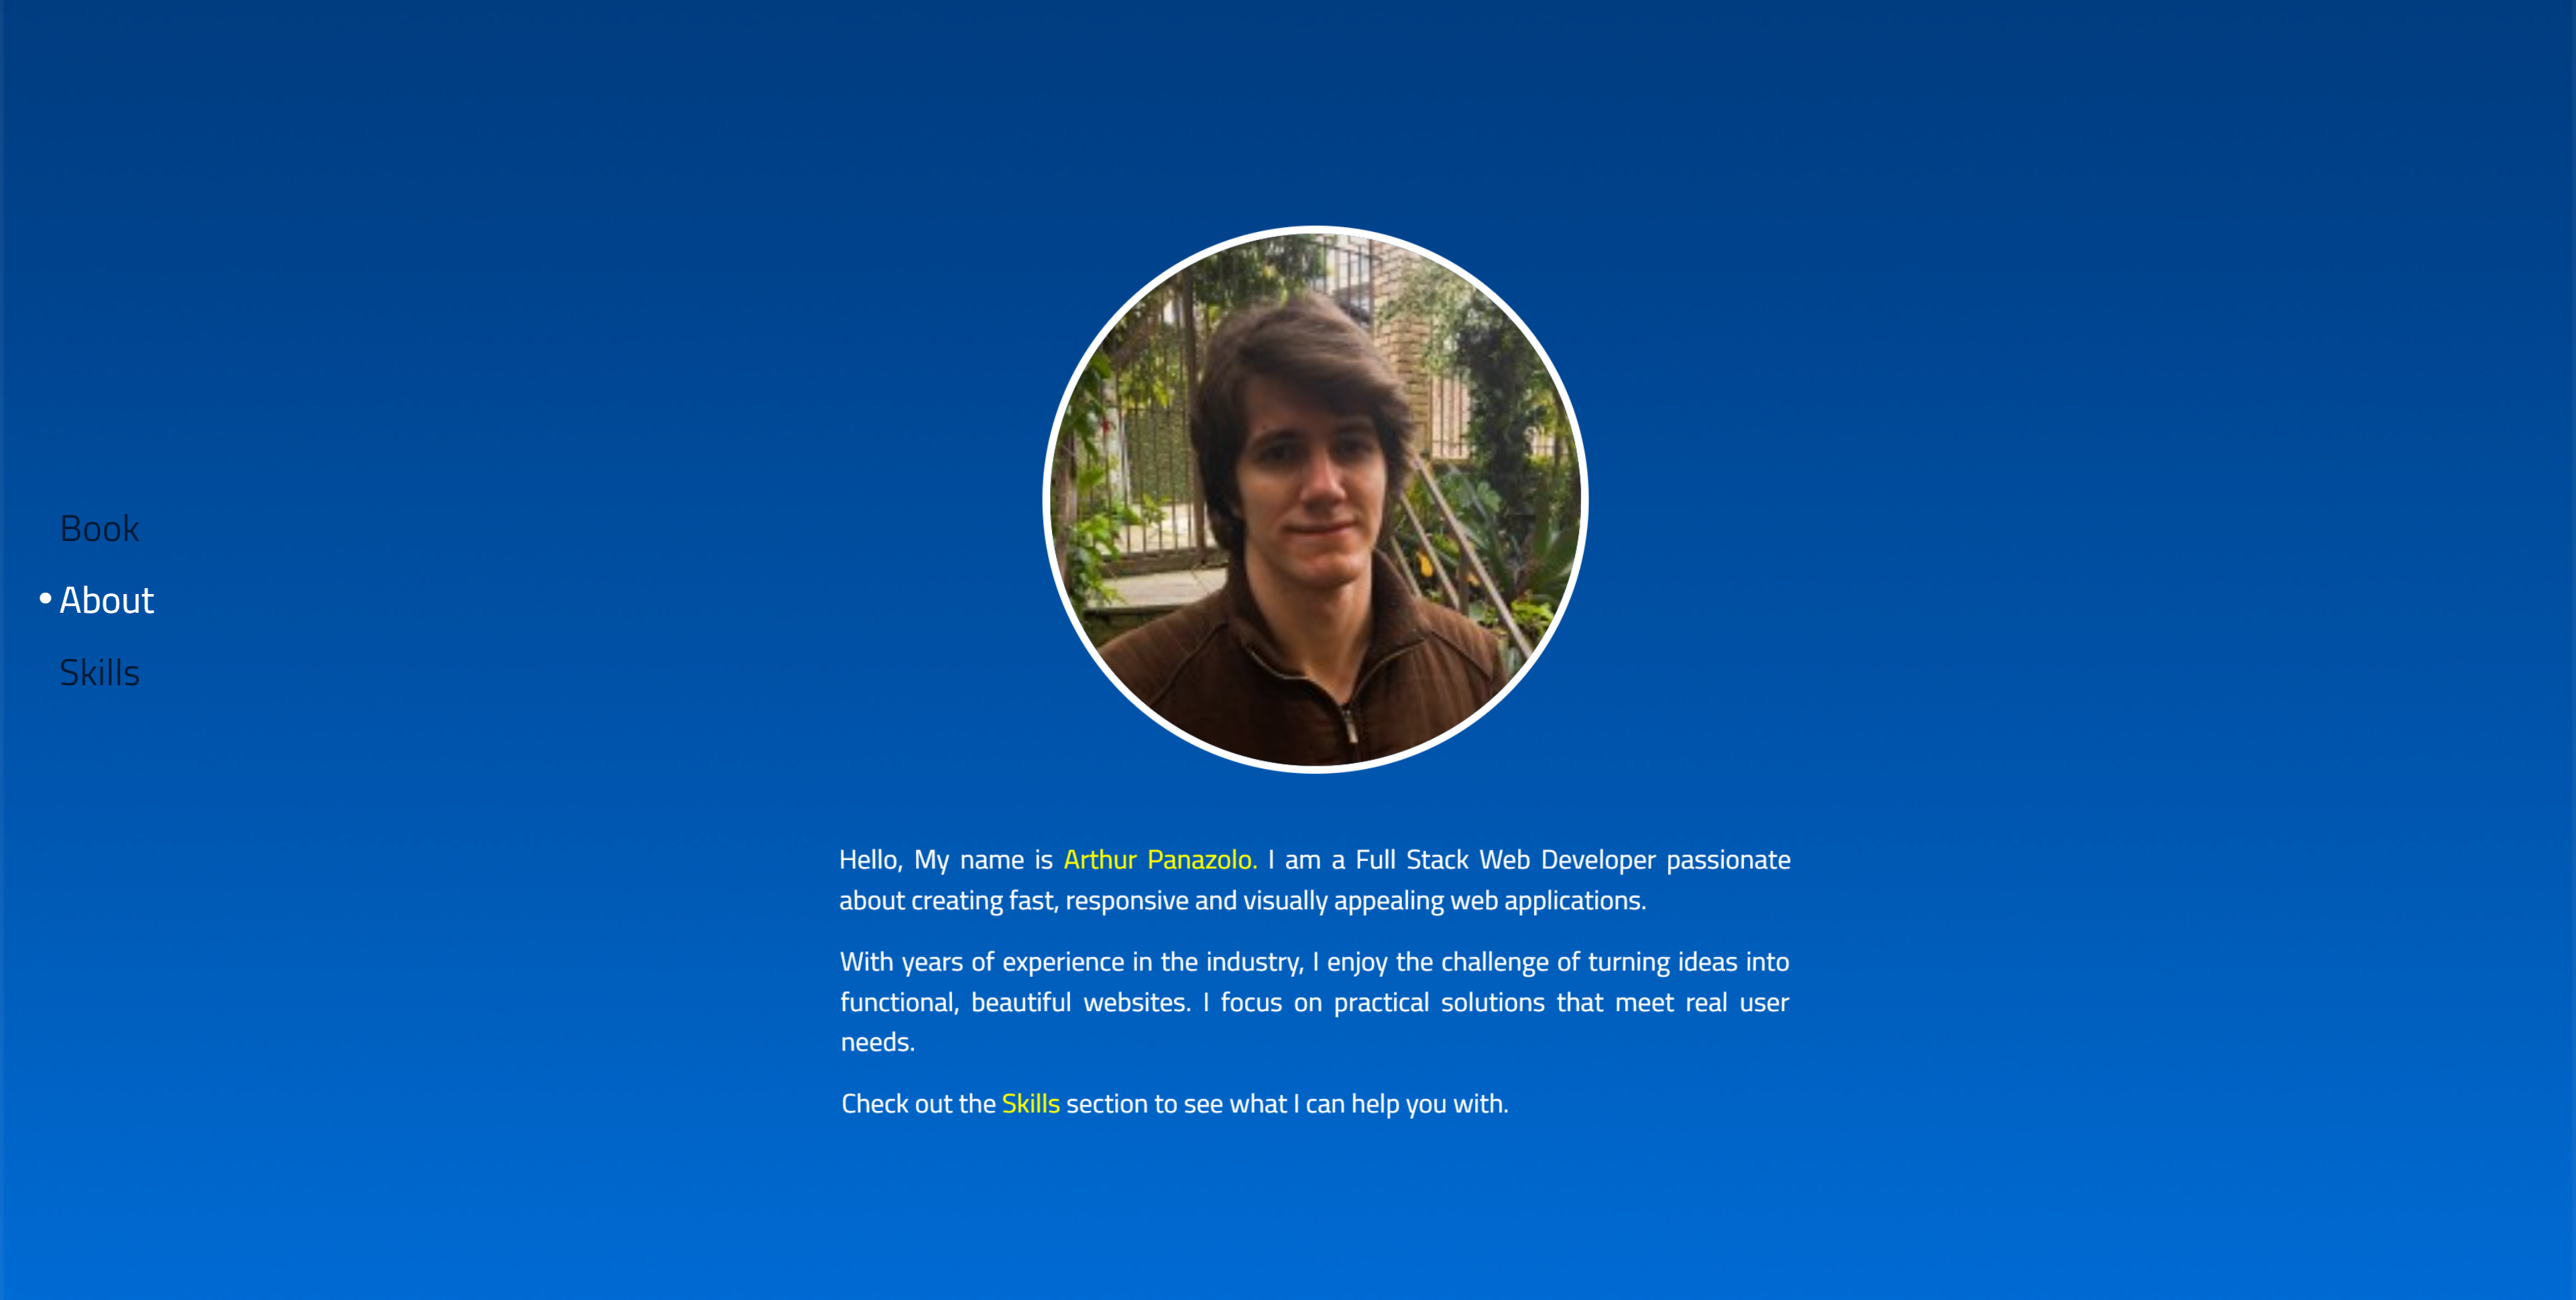 Book
About
Skills
Hello, My name is Arthur Panazolo. I am a Full Stack Web Developer passionate
about creating fast, responsive and visually appealing web applications.
With years of experience in the industry, I enjoy the challenge of turning ideas into
functional, beautiful websites. I focus on practical solutions that meet real user
needs.
Check out the Skills section to see what I can help you with.